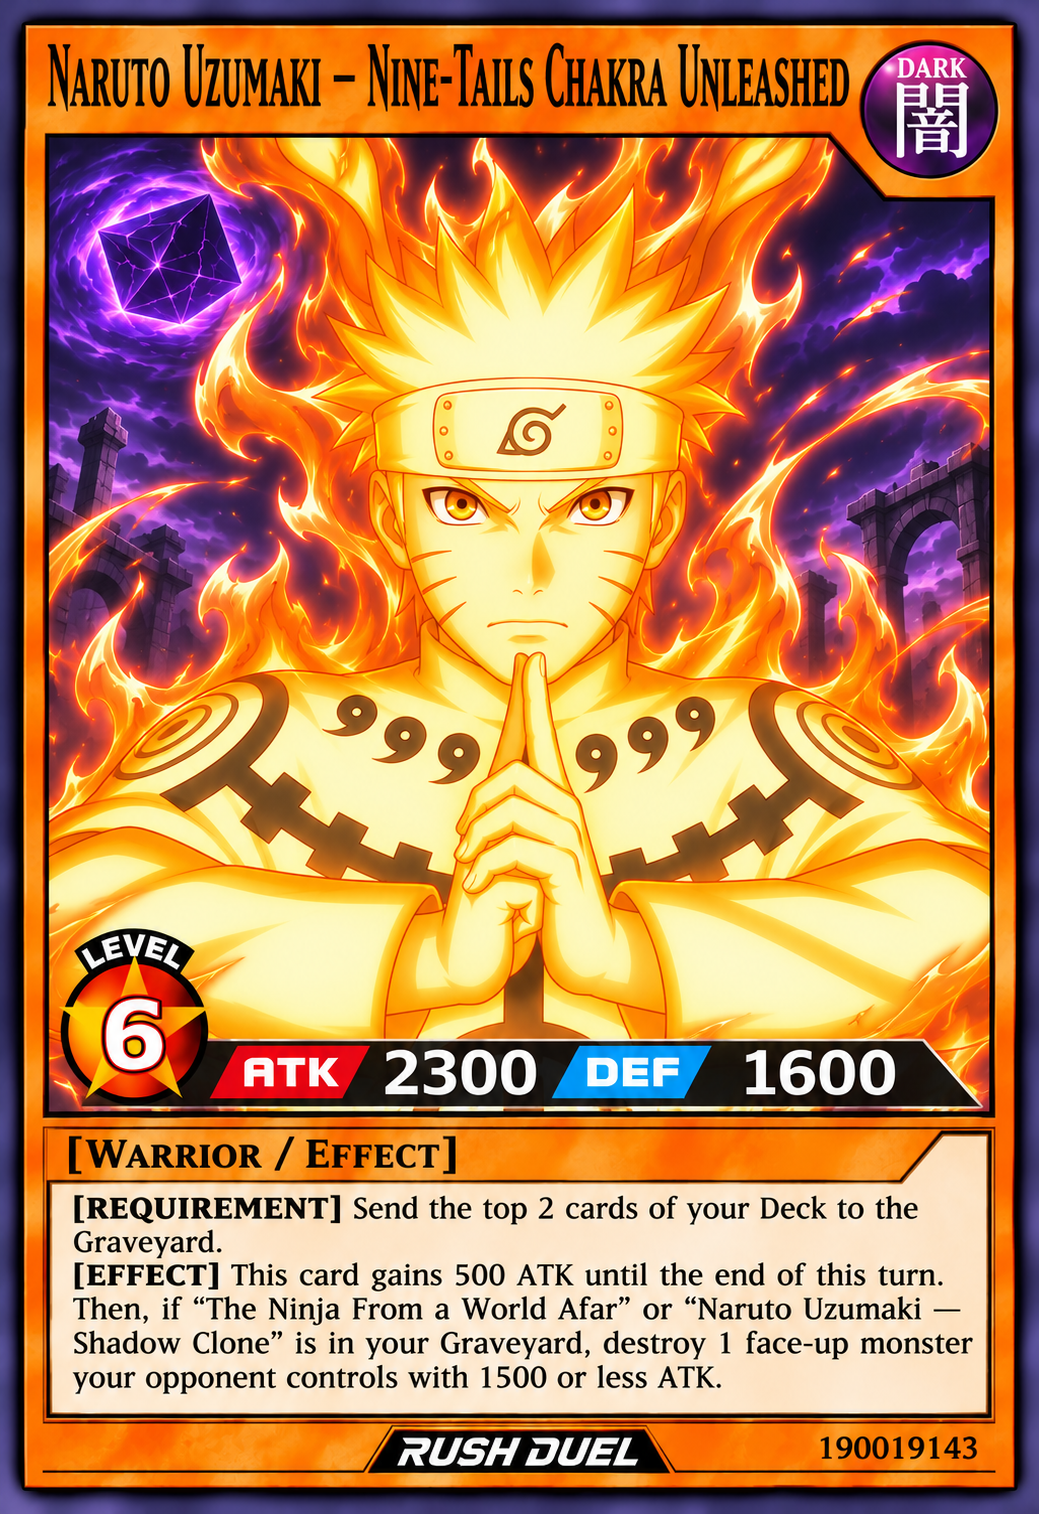 Naruto Uzumaki – Nine-Tails Chakra Unleashed
DARK
闇
LEVEL
6
ATK 2300 DEF 1600
[Warrior / Effect]
[REQUIREMENT] Send the top 2 cards of your Deck to the
Graveyard.
[EFFECT] This card gains 500 ATK until the end of this turn.
Then, if “The Ninja From a World Afar” or “Naruto Uzumaki —
Shadow Clone” is in your Graveyard, destroy 1 face-up monster
your opponent controls with 1500 or less ATK.
RUSH DUEL
190019143